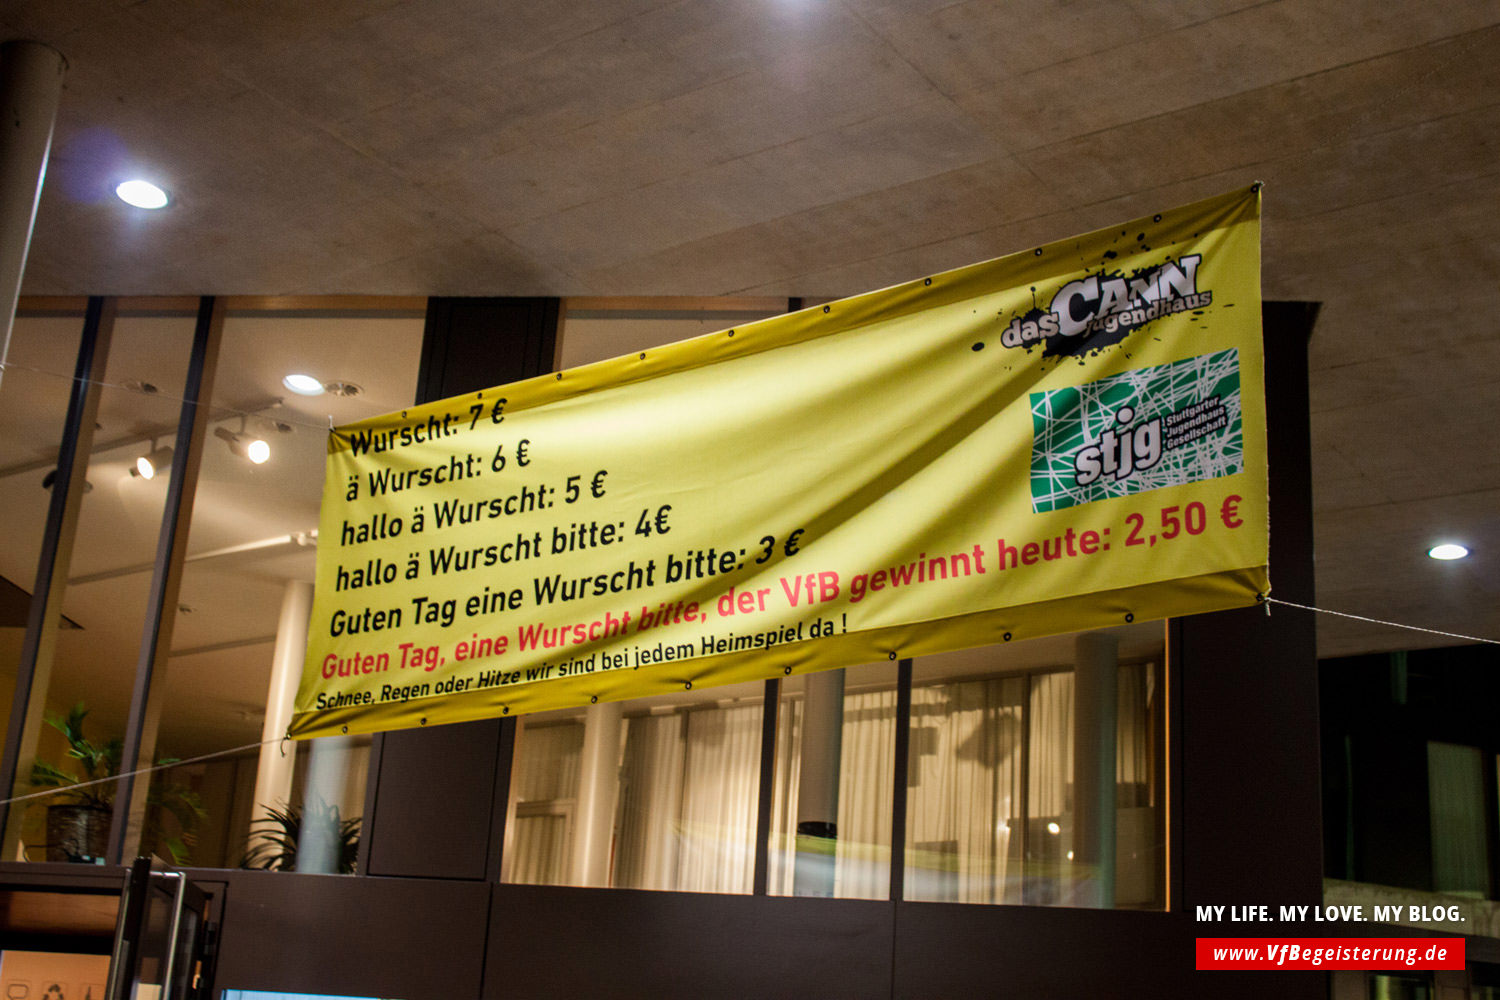 Wurscht: 7 €
ä Wurscht: 6 €
hallo ä Wurscht: 5 €
hallo ä Wurscht bitte: 4€
Guten Tag eine Wurscht bitte: 3 €
Guten Tag, eine Wurscht bitte, der VfB gewinnt heute: 2,50 €
Schnee, Regen oder Hitze wir sind bei jedem Heimspiel da !
das CANN
Jugendhaus
stjg
Stuttgarter
Jugendhaus
Gesellschaft
MY LIFE. MY LOVE. MY BLOG.
www.VfBegeisterung.de